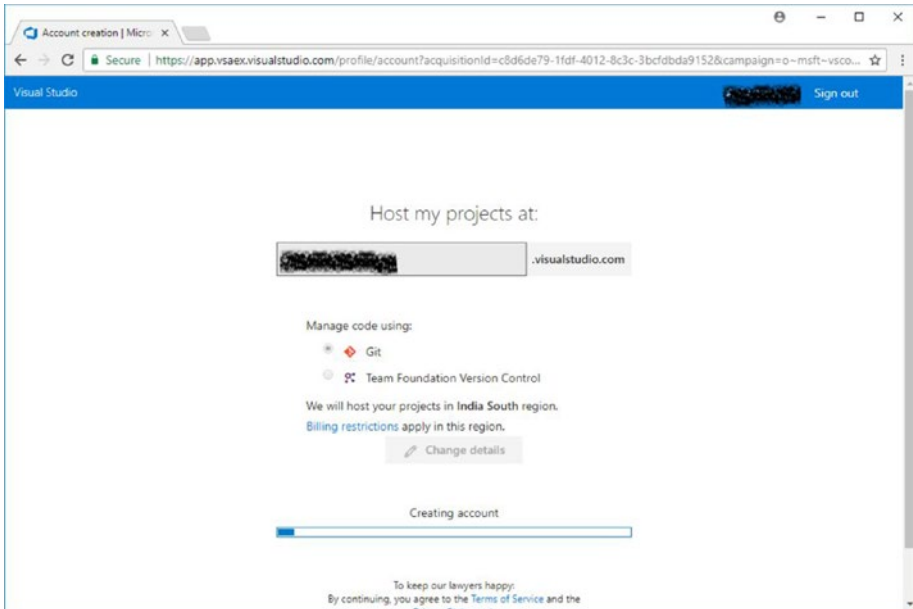 Account creation | Micro
Secure | https://app.vsaex.visualstudio.com/profile/account?acquisitionId=c8d6de79-1fdf-4012-8c3c-3bcfdbda9152&campaign=o~msft~vsco...
Visual Studio
Sign out
Host my projects at:
.visualstudio.com
Manage code using:
Git
Team Foundation Version Control
We will host your projects in India South region.
Billing restrictions apply in this region.
Change details
Creating account
To keep our lawyers happy:
By continuing, you agree to the Terms of Service and the